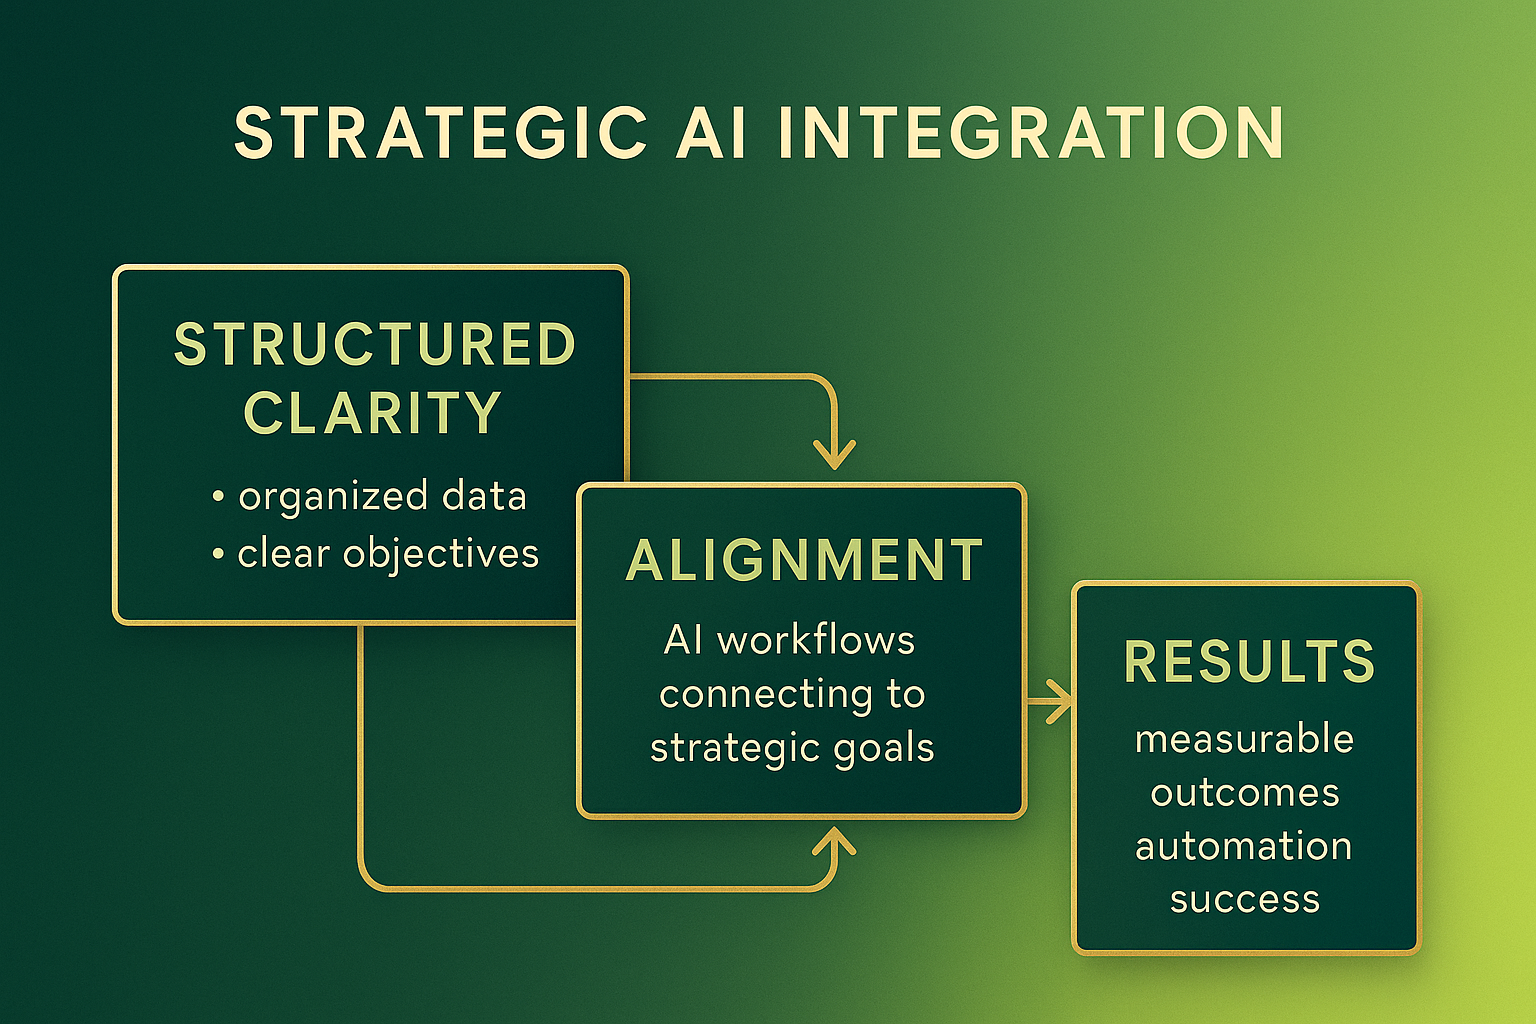 STRATEGIC AI INTEGRATION
STRUCTURED
CLARITY
• organized data
• clear objectives
ALIGNMENT
AI workflows
connecting to
strategic goals
RESULTS
measurable
outcomes
automation
success